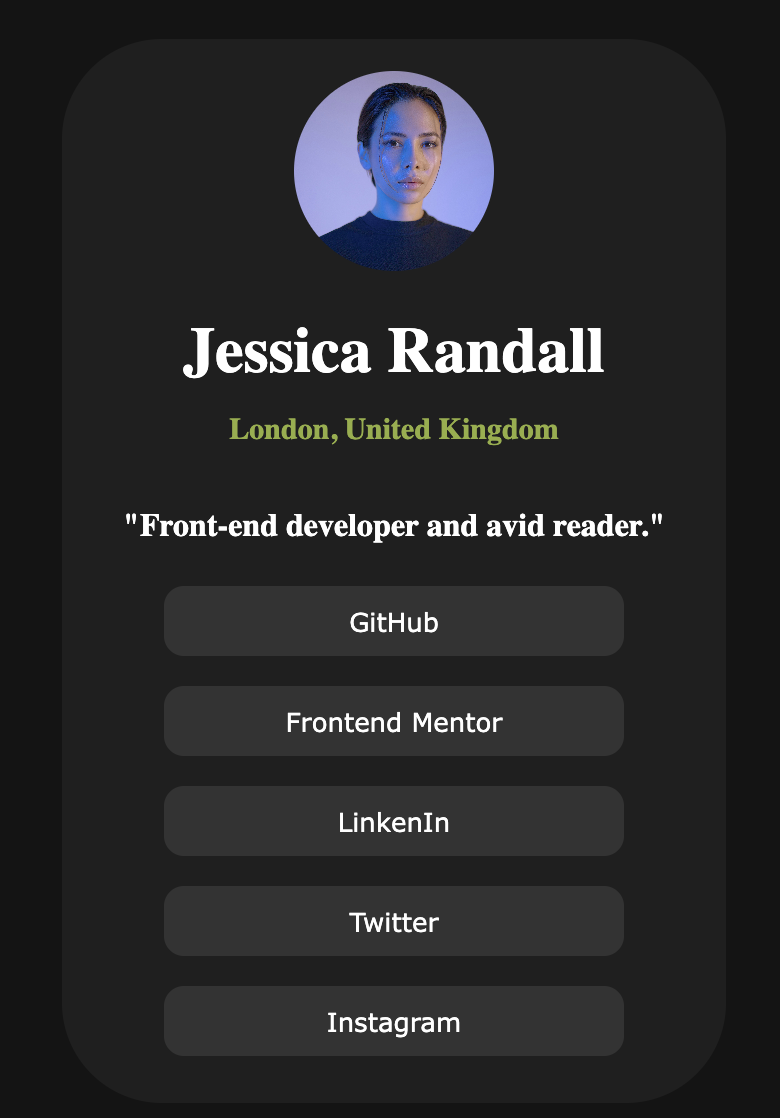 Jessica Randall
London, United Kingdom
"Front-end developer and avid reader."
GitHub
Frontend Mentor
LinkenIn
Twitter
Instagram